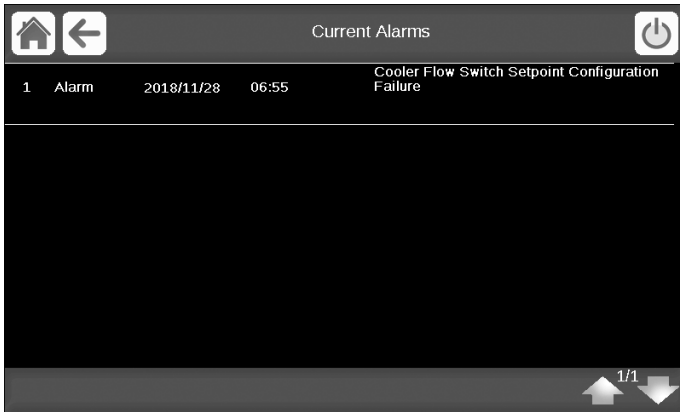 Current Alarms
1 Alarm 2018/11/28 06:55 Cooler Flow Switch Setpoint Configuration
Failure
1/1